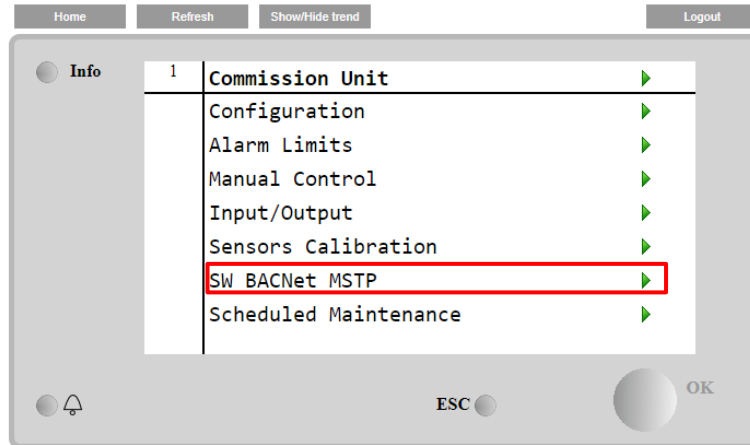 Home Refresh Show/Hide trend Logout
Info
1 Commission Unit
Configuration
Alarm Limits
Manual Control
Input/Output
Sensors Calibration
SW BACNet MSTP
Scheduled Maintenance
ESC OK